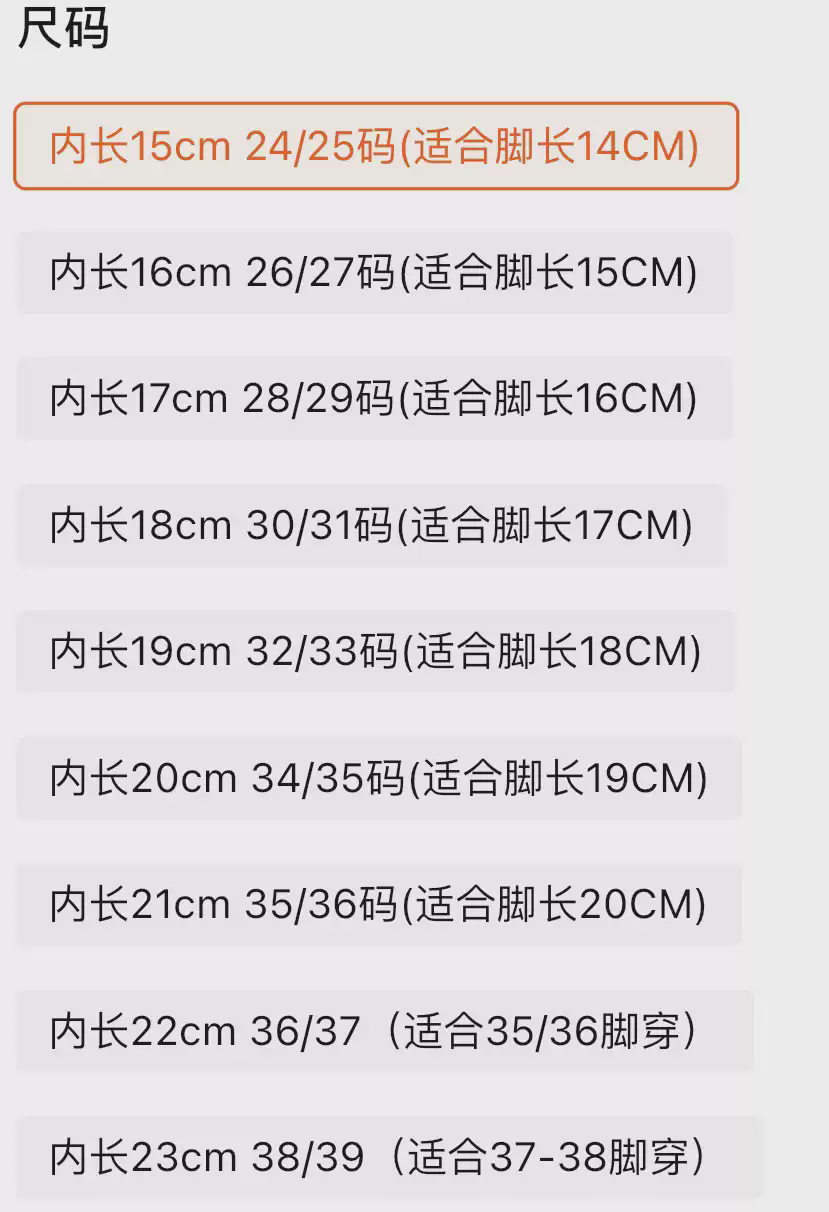 尺码
内长15cm 24/25码(适合脚长14CM)
内长16cm 26/27码(适合脚长15CM)
内长17cm 28/29码(适合脚长16CM)
内长18cm 30/31码(适合脚长17CM)
内长19cm 32/33码(适合脚长18CM)
内长20cm 34/35码(适合脚长19CM)
内长21cm 35/36码(适合脚长20CM)
内长22cm 36/37（适合35/36脚穿）
内长23cm 38/39（适合37-38脚穿）